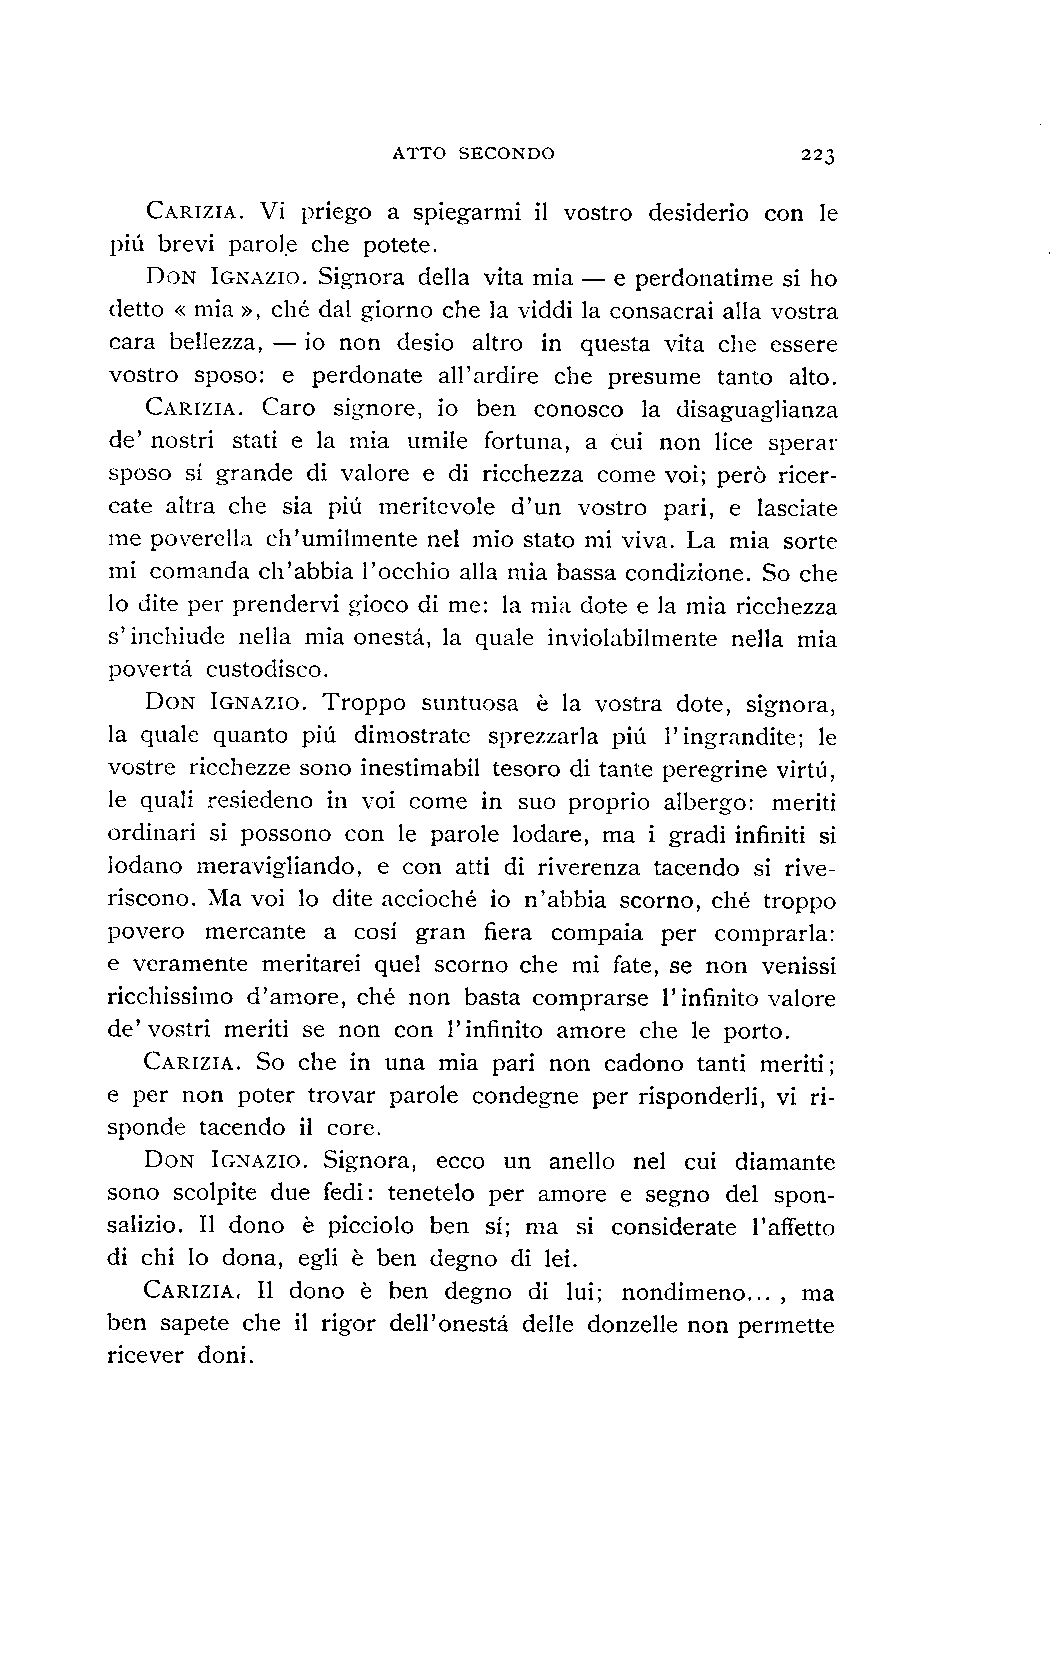 ATTO SECONDO 223
CARIZIA. Vi priego a spiegarmi il vostro desiderio con le
piú brevi parole che potete.
DON IGNAZIO. Signora della vita mia — e perdonatime si ho
detto « mia », ché dal giorno che la viddi la consacrai alla vostra
cara bellezza, — io non desio altro in questa vita che essere
vostro sposo: e perdonate all'ardire che presume tanto alto.
CARIZIA. Caro signore, io ben conosco la disaguaglianza
de' nostri stati e la mia umile fortuna, a cui non lice sperar
sposo sí grande di valore e di ricchezza come voi; però ricer-
cate altra che sia piú meritevole d'un vostro pari, e lasciate
me poverella ch'umilmente nel mio stato mi viva. La mia sorte
mi comanda ch'abbia l'occhio alla mia bassa condizione. So che
lo dite per prendervi gioco di me: la mia dote e la mia ricchezza
s'inchiude nella mia onestá, la quale inviolabilmente nella mia
povertá custodisco.
DON IGNAZIO. Troppo suntuosa è la vostra dote, signora,
la quale quanto piú dimostrate sprezzarla piú l'ingrandite; le
vostre ricchezze sono inestimabil tesoro di tante peregrine virtú,
le quali resiedeno in voi come in suo proprio albergo: meriti
ordinari si possono con le parole lodare, ma i gradi infiniti si
lodano meravigliando, e con atti di riverenza tacendo si rive-
riscono. Ma voi lo dite accioché io n'abbia scorno, ché troppo
povero mercante a cosí gran fiera compaia per comprarla:
e veramente meritarei quel scorno che mi fate, se non venissi
ricchissimo d'amore, ché non basta comprarse l'infinito valore
de' vostri meriti se non con l'infinito amore che le porto.
CARIZIA. So che in una mia pari non cadono tanti meriti;
e per non poter trovar parole condegne per risponderli, vi ri-
sponde tacendo il core.
DON IGNAZIO. Signora, ecco un anello nel cui diamante
sono scolpite due fedi: tenetelo per amore e segno del spon-
salizio. Il dono è picciolo ben sí; ma si considerate l'affetto
di chi lo dona, egli è ben degno di lei.
CARIZIA. Il dono è ben degno di lui; nondimeno... , ma
ben sapete che il rigor dell'onestá delle donzelle non permette
ricever doni.